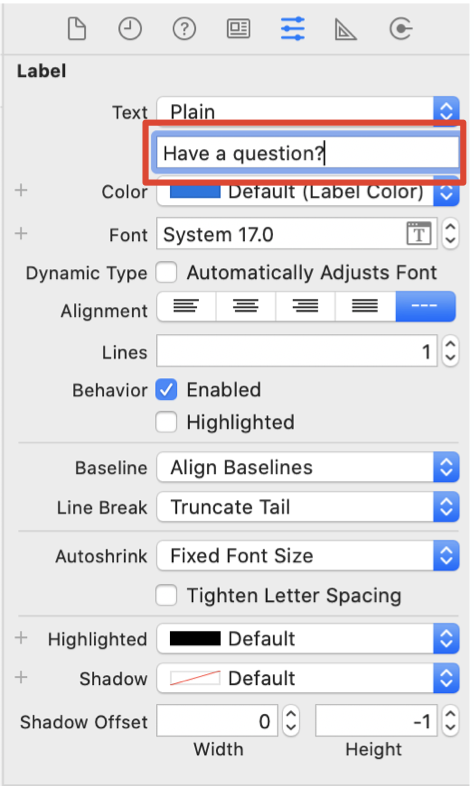 Label
Text Plain
Have a question?
Color Default (Label Color)
Font System 17.0 T
Dynamic Type Automatically Adjusts Font
Alignment ---
Lines 1
Behavior Enabled
Highlighted
Baseline Align Baselines
Line Break Truncate Tail
Autoshrink Fixed Font Size
Tighten Letter Spacing
+ Highlighted Default
+ Shadow Default
Shadow Offset 0 -1
Width Height